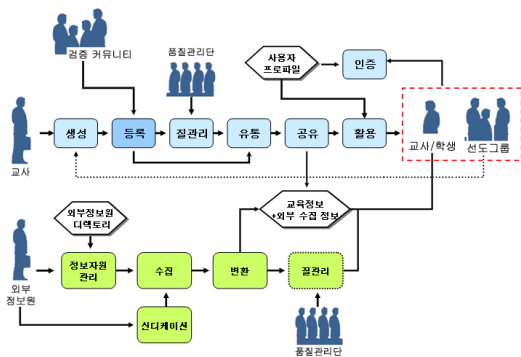 검증 커뮤니티
품질관리단
사용자
프로파일
인증
교사
생성
등록
질관리
유통
공유
활용
교사/학생
선도그룹
외부정보원
디렉토리
교육정보
+외부 수집 정보
외부
정보원
정보자원
관리
수집
변환
질관리
신디케이션
품질관리단